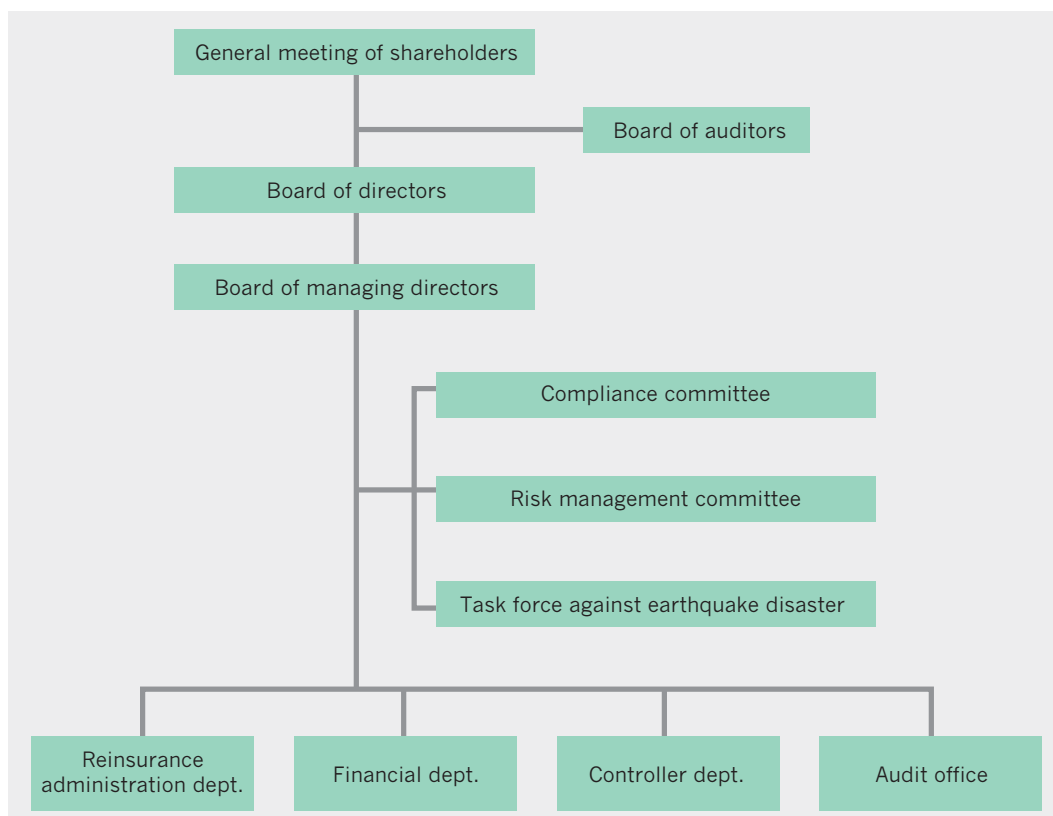 General meeting of shareholders
Board of auditors
Board of directors
Board of managing directors
Compliance committee
Risk management committee
Task force against earthquake disaster
Reinsurance
administration dept.
Financial dept.
Controller dept.
Audit office